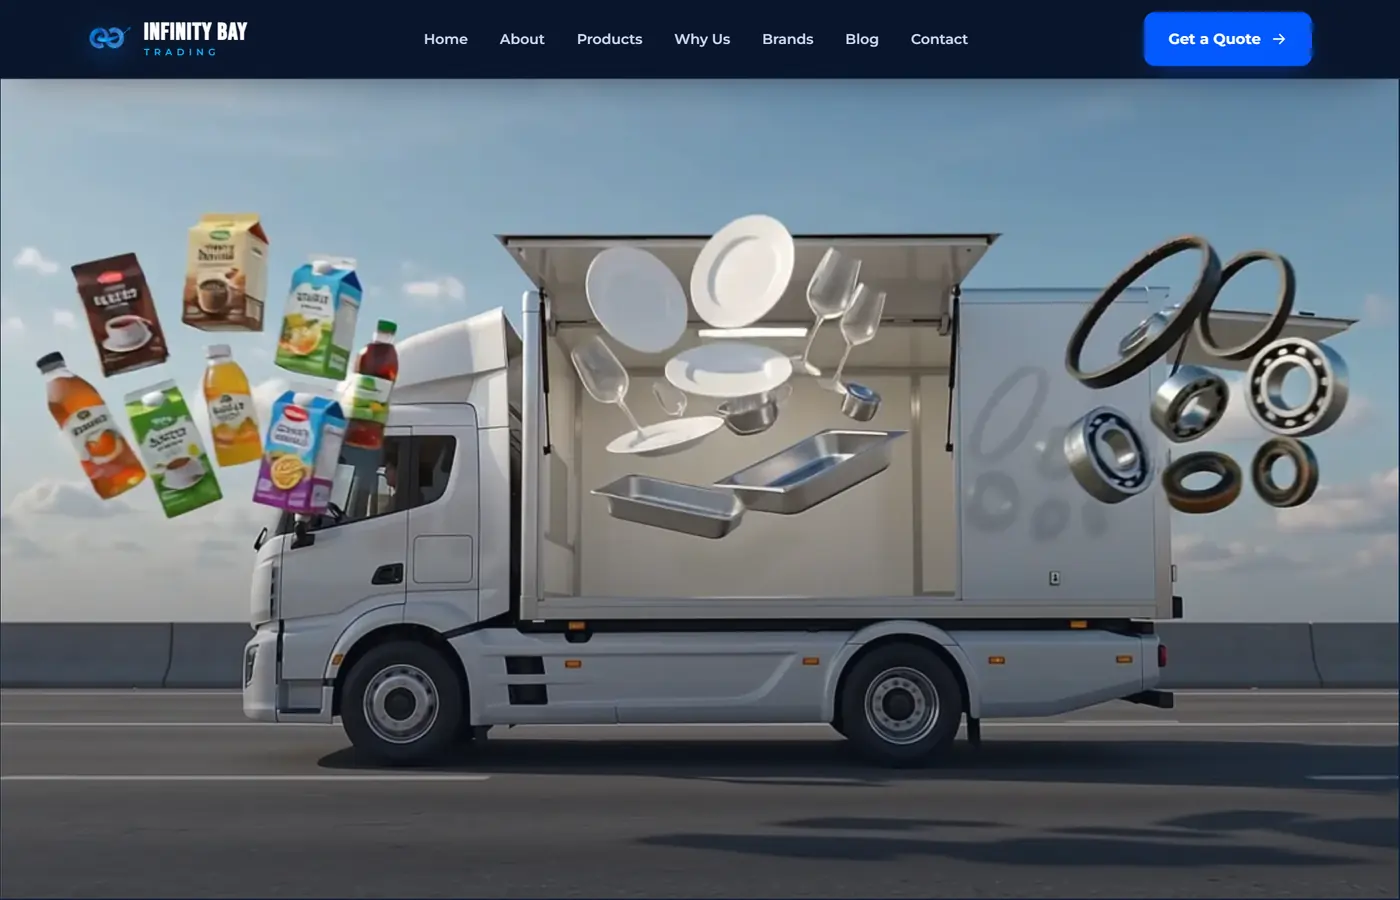 INFINITY BAY
TRADING
Home
About
Products
Why Us
Brands
Blog
Contact
Get a Quote